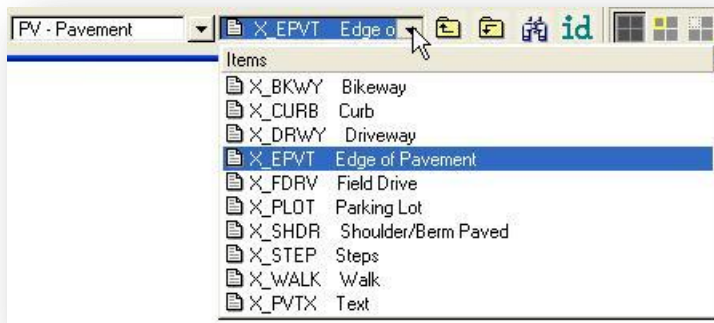 PV - Pavement X_EPVT Edge o id
Items
X_BKWY Bikeway
X_CURB Curb
X_DRWY Driveway
X_EPVT Edge of Pavement
X_FDRV Field Drive
X_PLOT Parking Lot
X_SHDR Shoulder/Berm Paved
X_STEP Steps
X_WALK Walk
X_PVTX Text